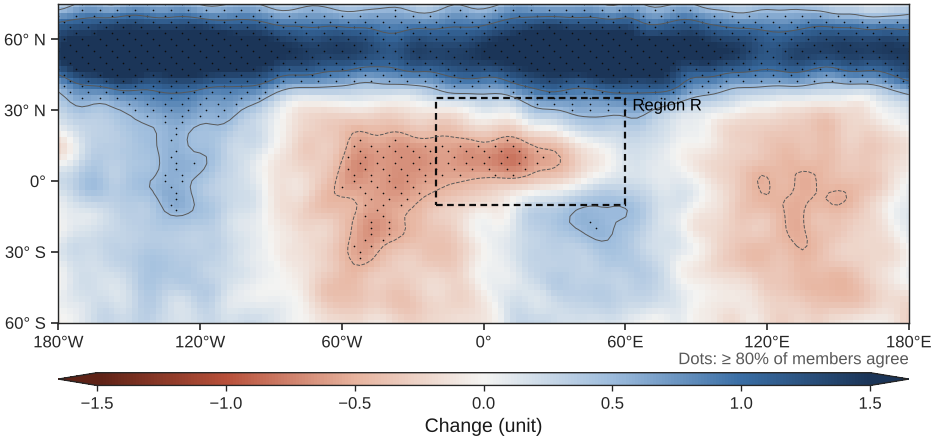 60° N
30° N
0°
30° S
60° S
Region R
180°W
120°W
60°W
0°
60°E
120°E
180°E
Dots: ≥ 80% of members agree
−1.5
−1.0
−0.5
0.0
0.5
1.0
1.5
Change (unit)